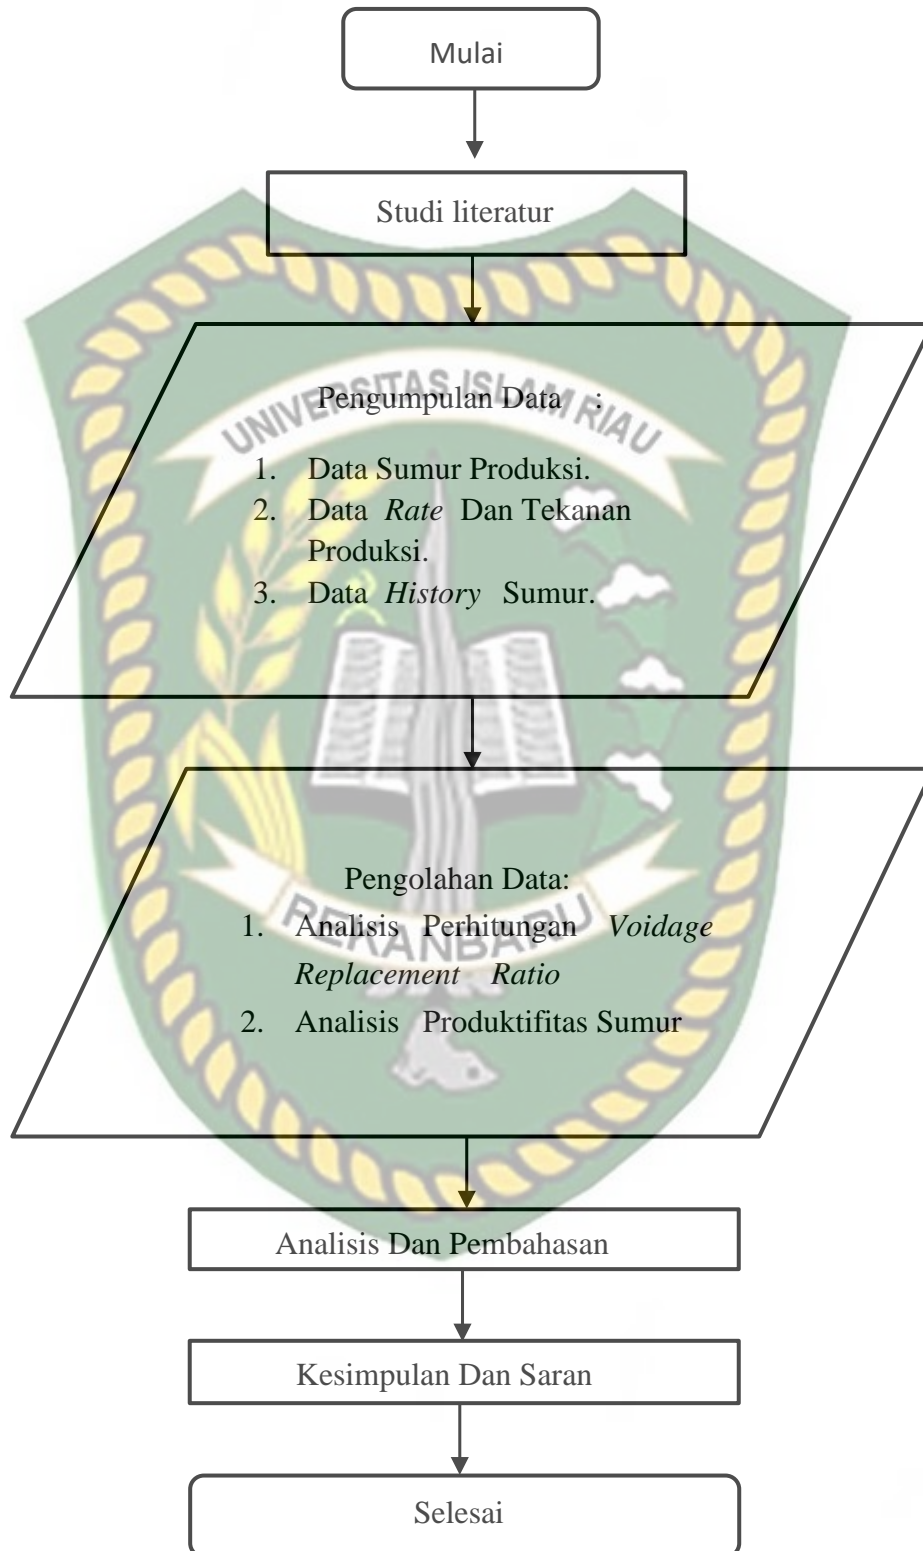 Mulai
Studi literatur
UNIVERSITAS ISLAM RIAU
Pengumpulan Data :
1. Data Sumur Produksi.
2. Data Rate Dan Tekanan
Produksi.
3. Data History Sumur.
Pengolahan Data:
1. Analisis Perhitungan Voidage
Replacement Ratio
2. Analisis Produktifitas Sumur
PEKANBARU
Analisis Dan Pembahasan
Kesimpulan Dan Saran
Selesai